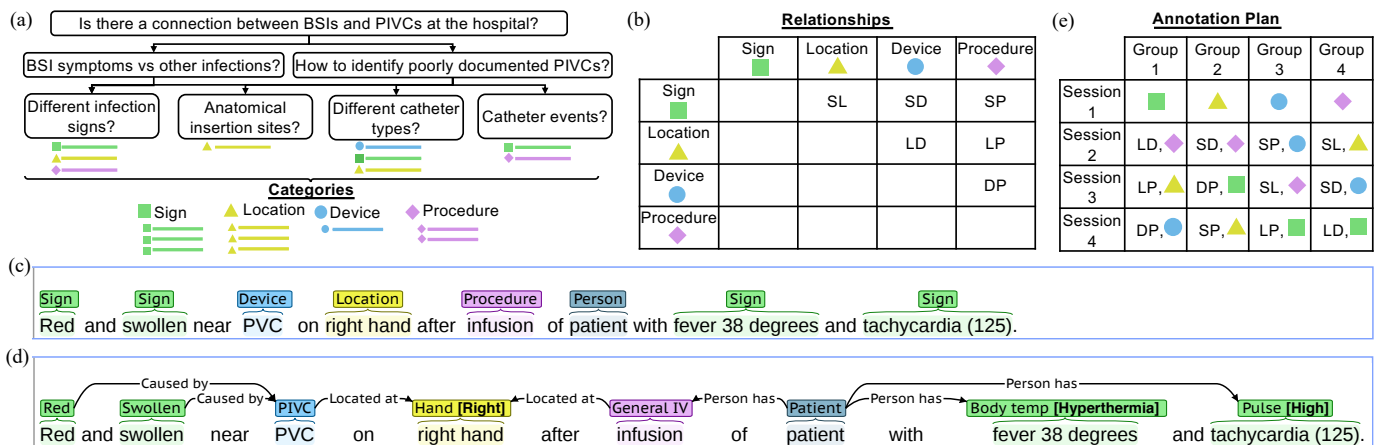 (a)
Is there a connection between BSIs and PIVCs at the hospital?
BSI symptoms vs other infections?
How to identify poorly documented PIVCs?
Different infection signs?
Anatomical insertion sites?
Different catheter types?
Catheter events?
Categories
Sign Location Device Procedure
(b)
Relationships
Sign Location Device Procedure
Sign SL SD SP
Location LD LP
Device DP
Procedure
(e)
Annotation Plan
Group 1 Group 2 Group 3 Group 4
Session 1
Session 2 LD, SD, SP, SL,
Session 3 LP, DP, SL, SD,
Session 4 DP, SP, LP, LD,
(c)
Sign Sign Device Location Procedure Person Sign Sign
Red and swollen near PVC on right hand after infusion of patient with fever 38 degrees and tachycardia (125).
(d)
Caused by Person has
Caused by Located at Located at Person has Person has
Red Swollen PIVC Hand [Right] General IV Patient Body temp [Hyperthermia] Pulse [High]
Red and swollen near PVC on right hand after infusion of patient with fever 38 degrees and tachycardia (125).